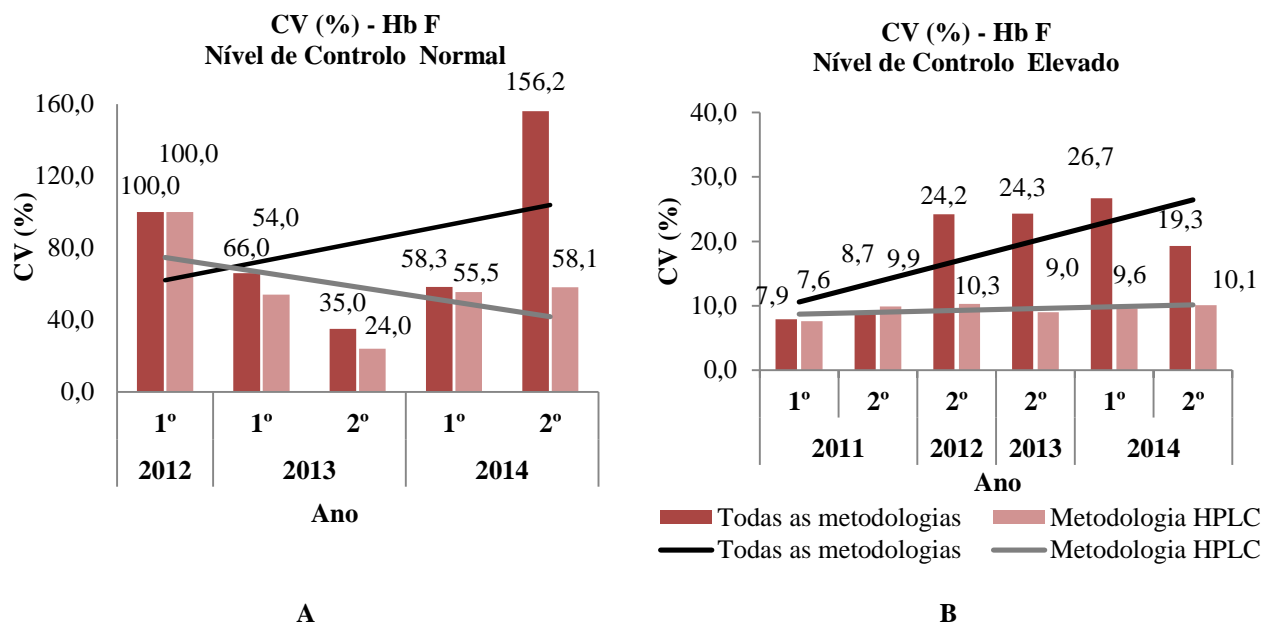 CV (%) - Hb F
Nível de Controlo Normal
156,2
160,0
120,0
80,0
40,0
0,0
CV (%)
100,0
100,0
66,0
54,0
35,0
24,0
58,3
55,5
58,1
1º
1º
2º
1º
2º
2012
2013
2014
Ano
A
CV (%) - Hb F
Nível de Controlo Elevado
40,0
30,0
20,0
10,0
0,0
CV (%)
7,9
7,6
8,7
9,9
24,2
10,3
24,3
9,0
26,7
9,6
19,3
10,1
1º
2º
2º
2º
1º
2º
2011
2012
2013
2014
Ano
Todas as metodologias
Metodologia HPLC
Todas as metodologias
Metodologia HPLC
B